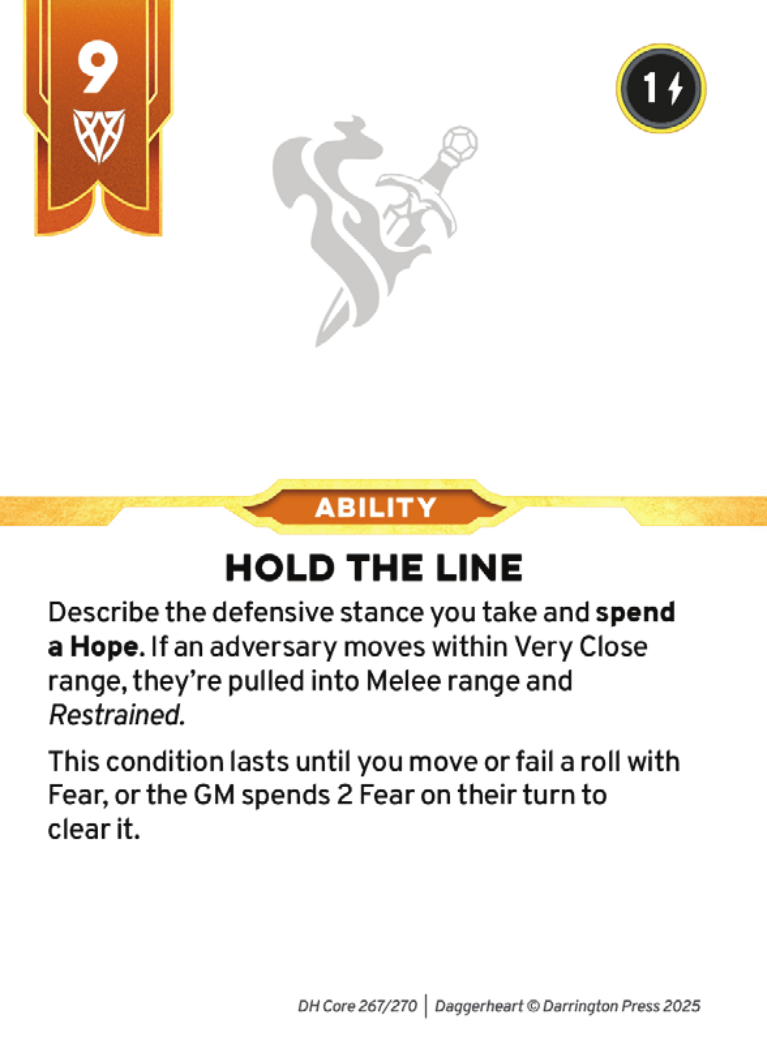 9
1
ABILITY
HOLD THE LINE
Describe the defensive stance you take and spend
a Hope. If an adversary moves within Very Close
range, they’re pulled into Melee range and
Restrained.
This condition lasts until you move or fail a roll with
Fear, or the GM spends 2 Fear on their turn to
clear it.
DH Core 267/270 | Daggerheart © Darrington Press 2025